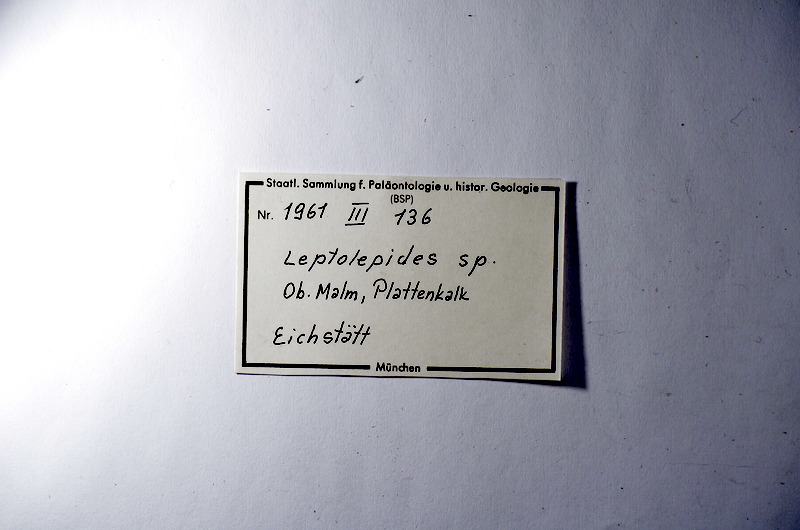 Staatl. Sammlung f. Paläontologie u. histor. Geologie
(BSP)
Nr. 1961 III 136
Leptolepides sp.
Ob. Malm, Plattenkalk
Eichstätt
München